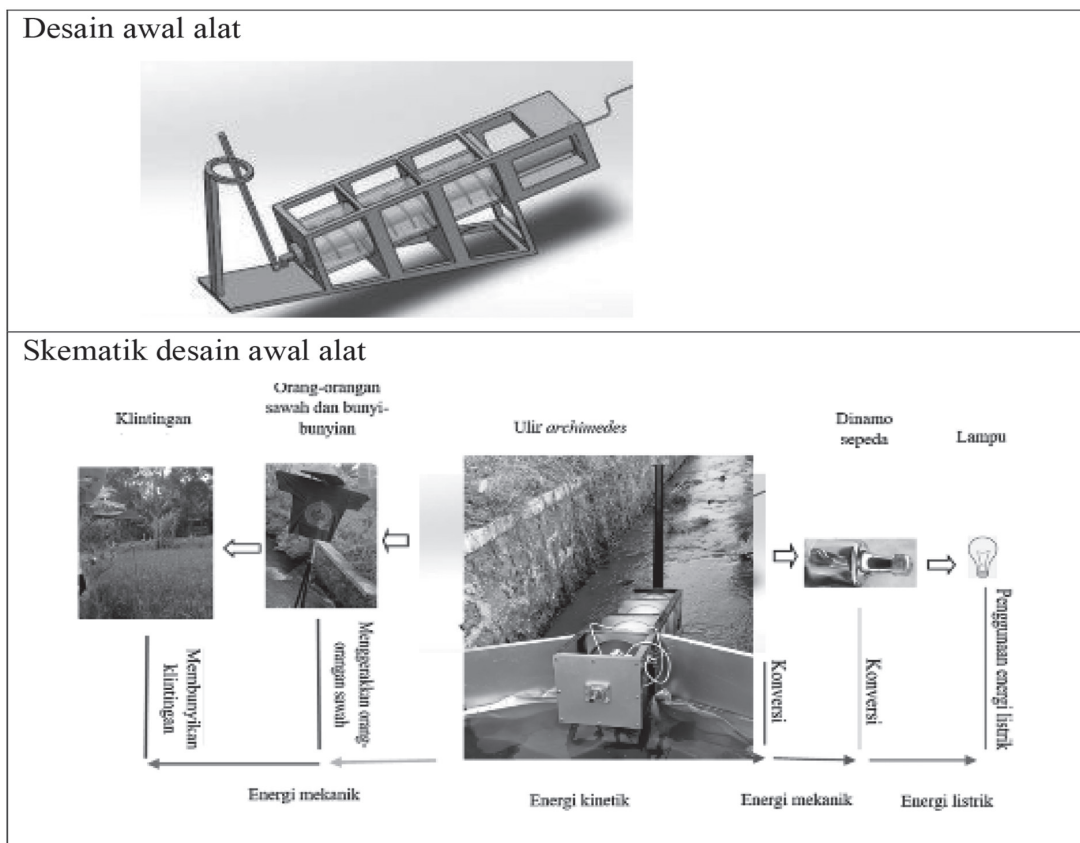 Desain awal alat
Skematik desain awal alat
Klintingan
Orang-orangan
sawah dan bunyi-
bunyian
Ulir archimedes
Dinamo
sepeda
Lampu
Membunyikan
klintingan
Menggerakkan orang-
orangan sawah
Konversi
Konversi
Penggunaan energi listrik
Energi mekanik
Energi kinetik
Energi mekanik
Energi listrik